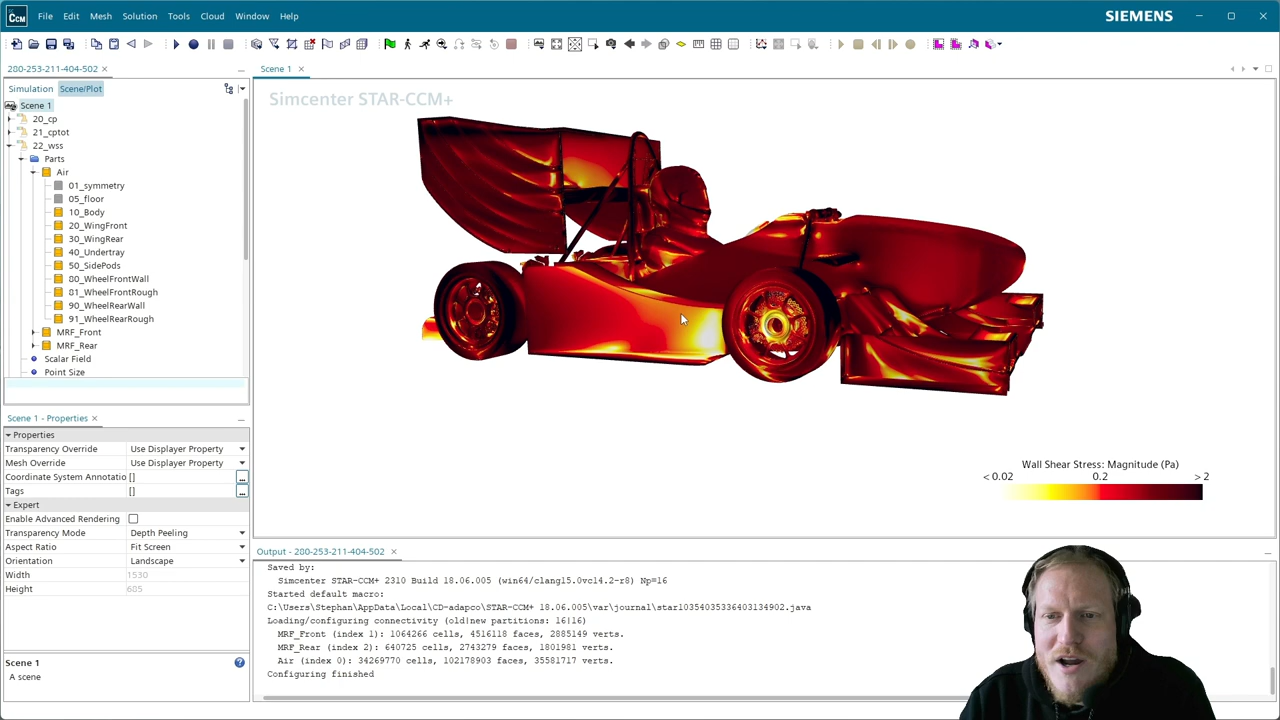 CCM File Edit Mesh Solution Tools Cloud Window Help SIEMENS
280-253-211-404-502
Simulation Scene/Plot
Scene 1
20_cp
21_cptot
22_wss
Parts
Air
01_symmetry
05_floor
10_Body
20_WingFront
30_WingRear
40_Undertray
50_SidePods
80_WheelFrontWall
81_WheelFrontRough
90_WheelRearWall
91_WheelRearRough
MRF_Front
MRF_Rear
Scalar Field
Point Size
Scene 1 - Properties
Properties
Transparency Override Use Displayer Property
Mesh Override Use Displayer Property
Coordinate System Annotatio []
Tags []
Expert
Enable Advanced Rendering
Transparency Mode Depth Peeling
Aspect Ratio Fit Screen
Orientation Landscape
Width 1530
Height 685
Scene 1
A scene
Scene 1
Simcenter STAR-CCM+
Wall Shear Stress: Magnitude (Pa)
< 0.02 0.2 > 2
Output - 280-253-211-404-502
Saved by:
Simcenter STAR-CCM+ 2310 Build 18.06.005 (win64/clang15.0vc14.2-r8) Np=16
Started default macro:
C:\Users\Stephan\AppData\Local\CD-adapco\STAR-CCM+ 18.06.005\var\journal\star10354035336403134902.java
Loading/configuring connectivity (old|new partitions: 16|16)
MRF_Front (index 1): 1064266 cells, 4516118 faces, 2885149 verts.
MRF_Rear (index 2): 640725 cells, 2743279 faces, 1801981 verts.
Air (index 0): 34269770 cells, 102178903 faces, 35581717 verts.
Configuring finished